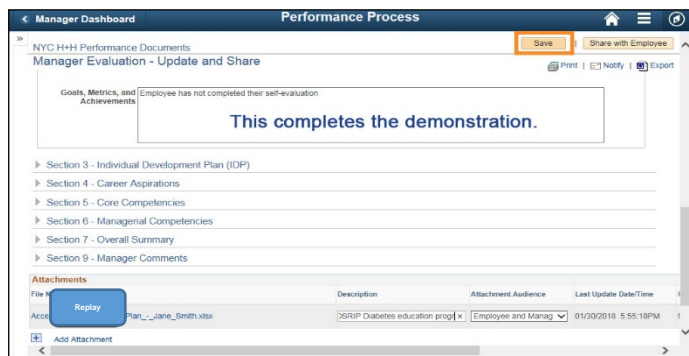 Manager Dashboard
Performance Process
NYC H+H Performance Documents
Save | Share with Employee
Manager Evaluation - Update and Share
Print | Notify | Export
Goals, Metrics, and Achievements
Employee has not completed their self-evaluation
This completes the demonstration.
Section 3 - Individual Development Plan (IDP)
Section 4 - Career Aspirations
Section 5 - Core Competencies
Section 6 - Managerial Competencies
Section 7 - Overall Summary
Section 9 - Manager Comments
Attachments
File Description Attachment Audience Last Update Date/Time
Replay
Plan_-_Jane_Smith.xlsx Diabetes education progr Employee and Manag 01/30/2018 5:55:18PM
Add Attachment